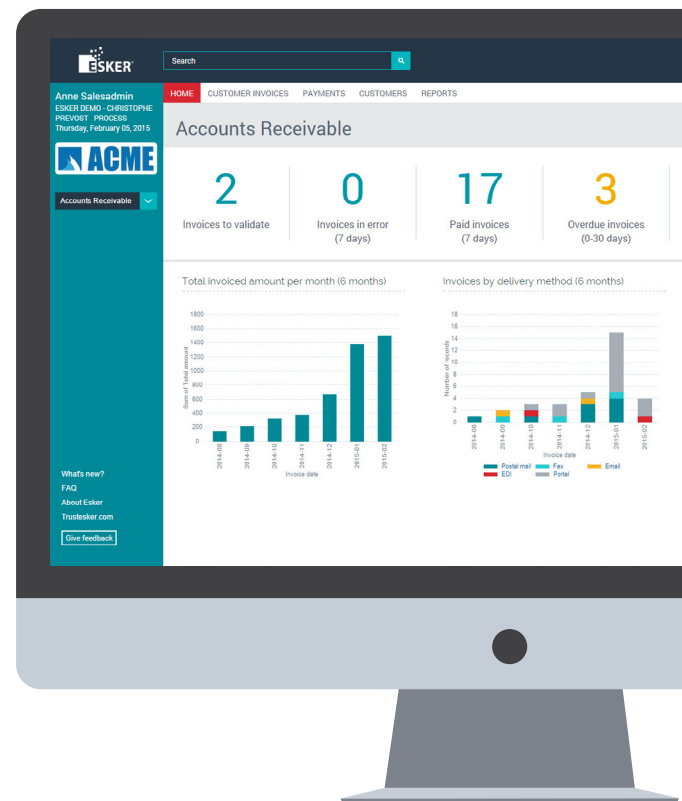 ESKER
Search
Anne Salesadmin
ESKER DEMO - CHRISTOPHE
PREVOST PROCESS
Thursday, February 05, 2015
ACME
Accounts Receivable
HOME CUSTOMER INVOICES PAYMENTS CUSTOMERS REPORTS
Accounts Receivable
2
Invoices to validate
0
Invoices in error
(7 days)
17
Paid invoices
(7 days)
3
Overdue invoices
(0-30 days)
Total invoiced amount per month (6 months)
Sum of Total amount
1800
1600
1400
1200
1000
800
600
400
200
0
2014-08
2014-09
2014-10
2014-11
2014-12
2015-01
2015-02
Invoice date
Invoices by delivery method (6 months)
Number of records
18
16
14
12
10
8
6
4
2
0
2014-08
2014-09
2014-10
2014-11
2014-12
2015-01
2015-02
Invoice date
Postal mail Fax Email
EDI Portal
What's new?
FAQ
About Esker
Trustesker.com
Give feedback